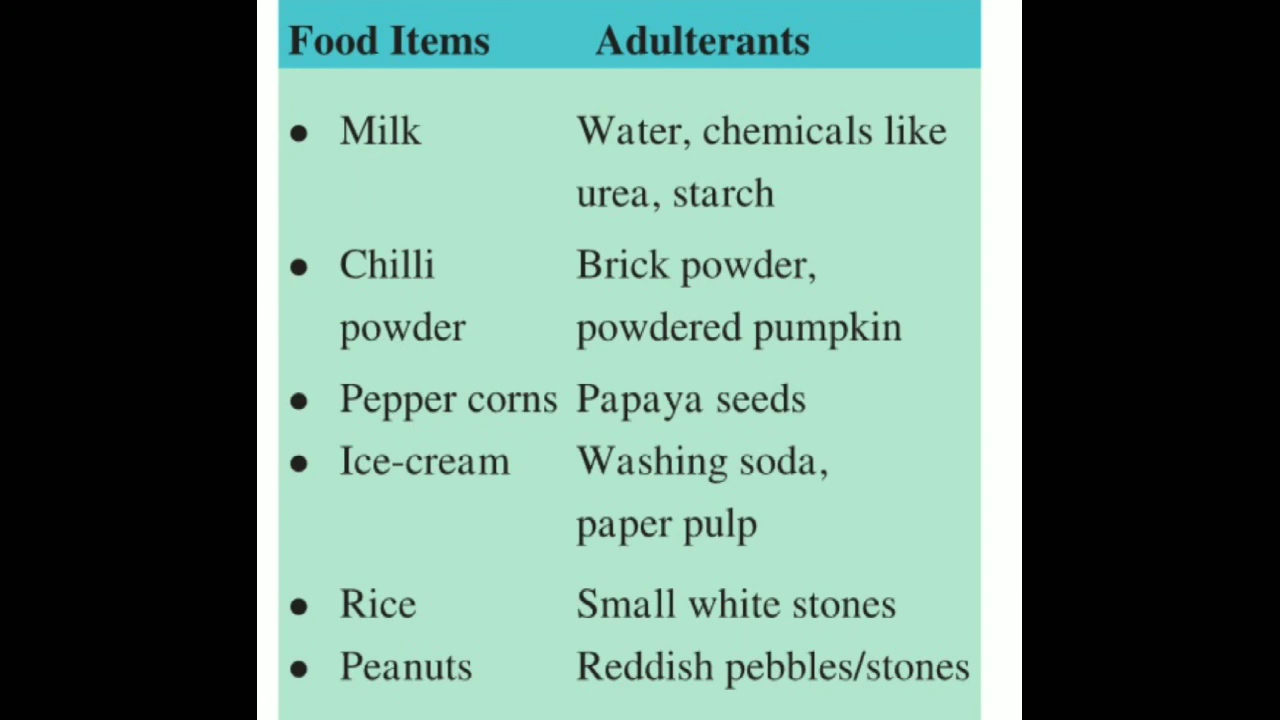 Food Items Adulterants
• Milk Water, chemicals like
urea, starch
• Chilli Brick powder,
powder powdered pumpkin
• Pepper corns Papaya seeds
• Ice-cream Washing soda,
paper pulp
• Rice Small white stones
• Peanuts Reddish pebbles/stones